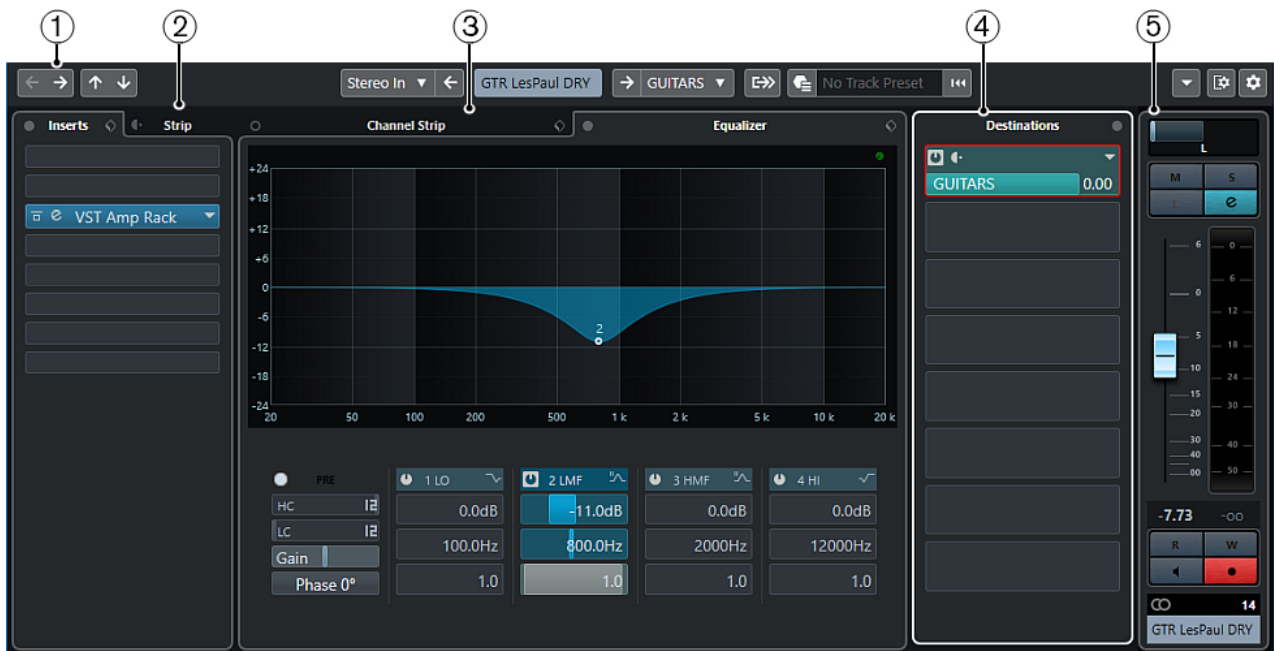 1 2 3 4 5
Stereo In GTR LesPaul DRY GUITARS No Track Preset
Inserts Strip Channel Strip Equalizer Destinations
L
VST Amp Rack
GUITARS 0.00
M S
L e
+24
+18
+12
+6
0
-6
-12
-18
-24
2
20 50 100 200 500 1 k 2 k 5 k 10 k 20 k
6
0
5
10
15
20
30
40
00
0
6
12
18
24
30
40
50
PRE 1 LO 2 LMF 3 HMF 4 HI
HC 12 0.0dB -11.0dB 0.0dB 0.0dB
LC 12 100.0Hz 800.0Hz 2000Hz 12000Hz
Gain
Phase 0° 1.0 1.0 1.0 1.0
-7.73 -oo
R W
14
GTR LesPaul DRY